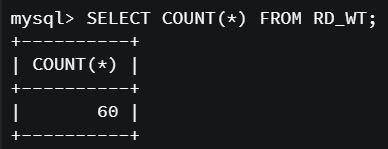 mysql> SELECT COUNT(*) FROM RD_WT;
+----------+
| COUNT(*) |
+----------+
|       60 |
+----------+